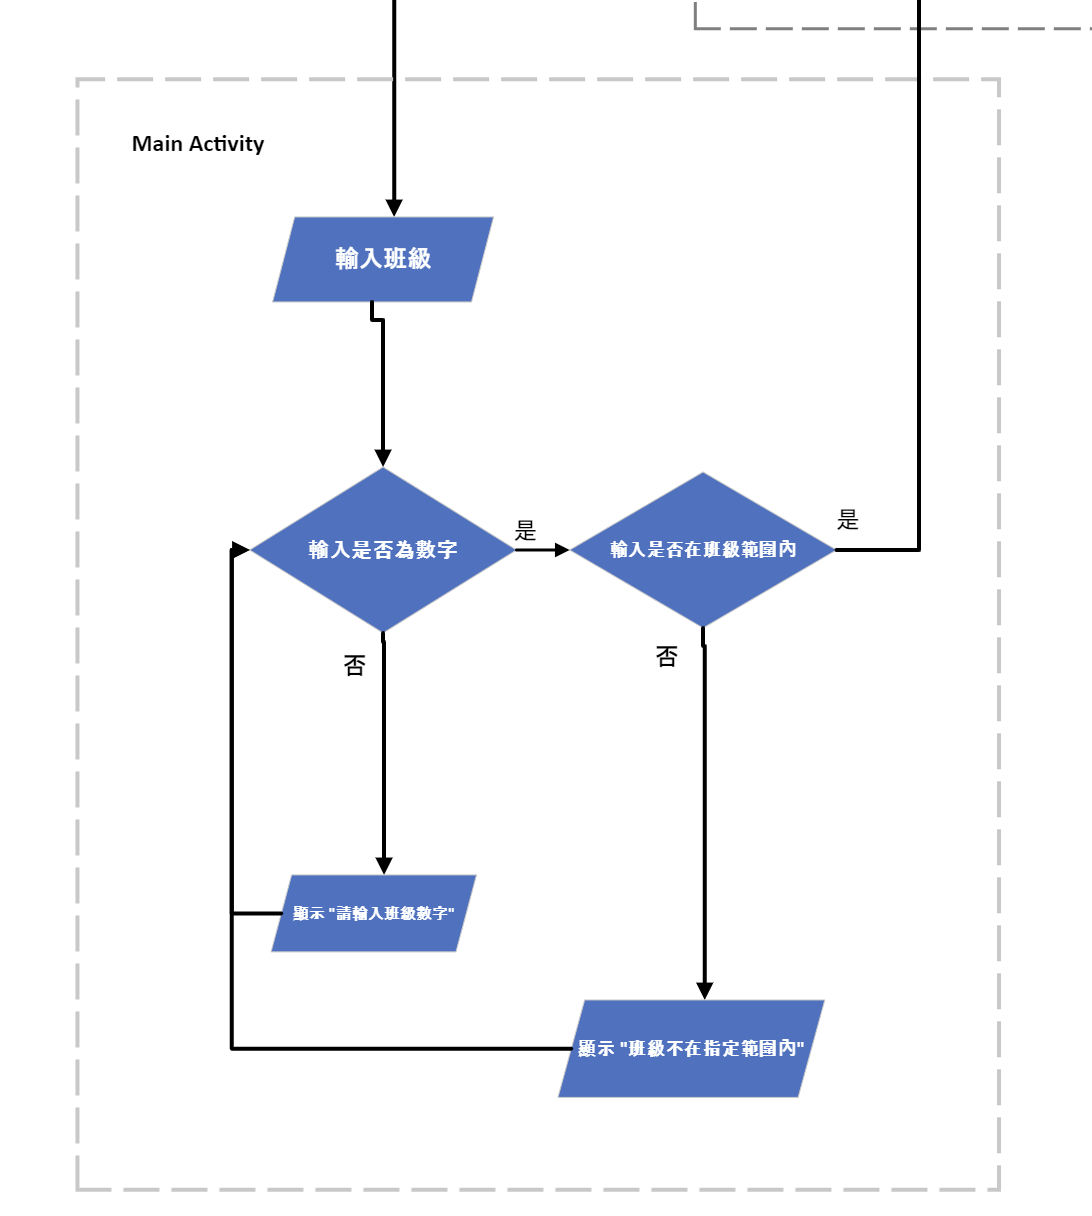 Main Activity
輸入班級
輸入是否為數字
是
輸入是否在班級範圍內
是
否
否
顯示 "請輸入班級數字"
顯示 "班級不在指定範圍內"